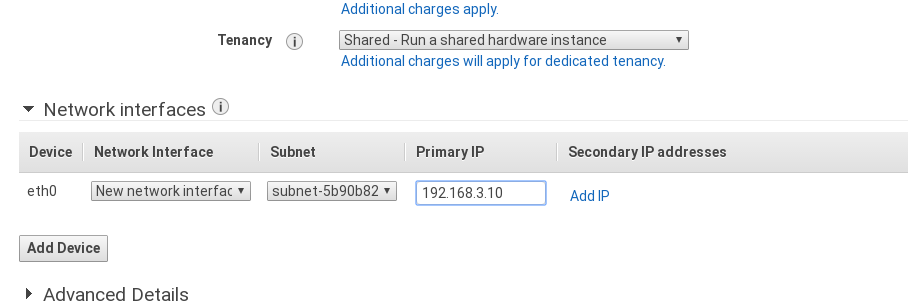 Additional charges apply.
Tenancy i Shared - Run a shared hardware instance
Additional charges will apply for dedicated tenancy.
Network interfaces i
Device Network Interface Subnet Primary IP Secondary IP addresses
eth0 New network interfac subnet-5b90b82 192.168.3.10 Add IP
Add Device
Advanced Details